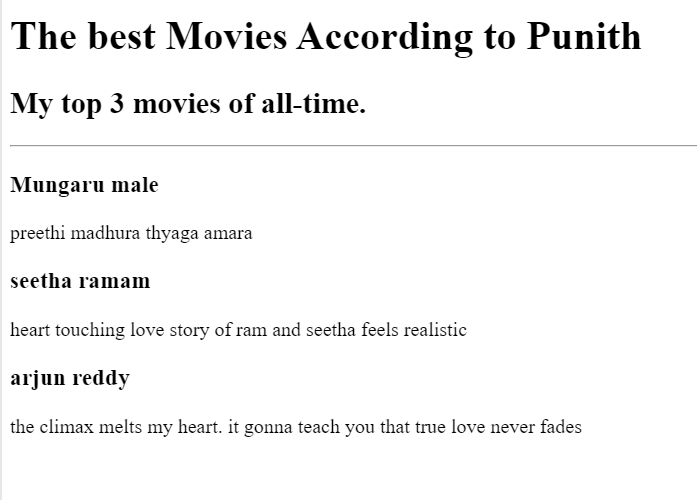 The best Movies According to Punith
My top 3 movies of all-time.
Mungaru male
preethi madhura thyaga amara
seetha ramam
heart touching love story of ram and seetha feels realistic
arjun reddy
the climax melts my heart. it gonna teach you that true love never fades